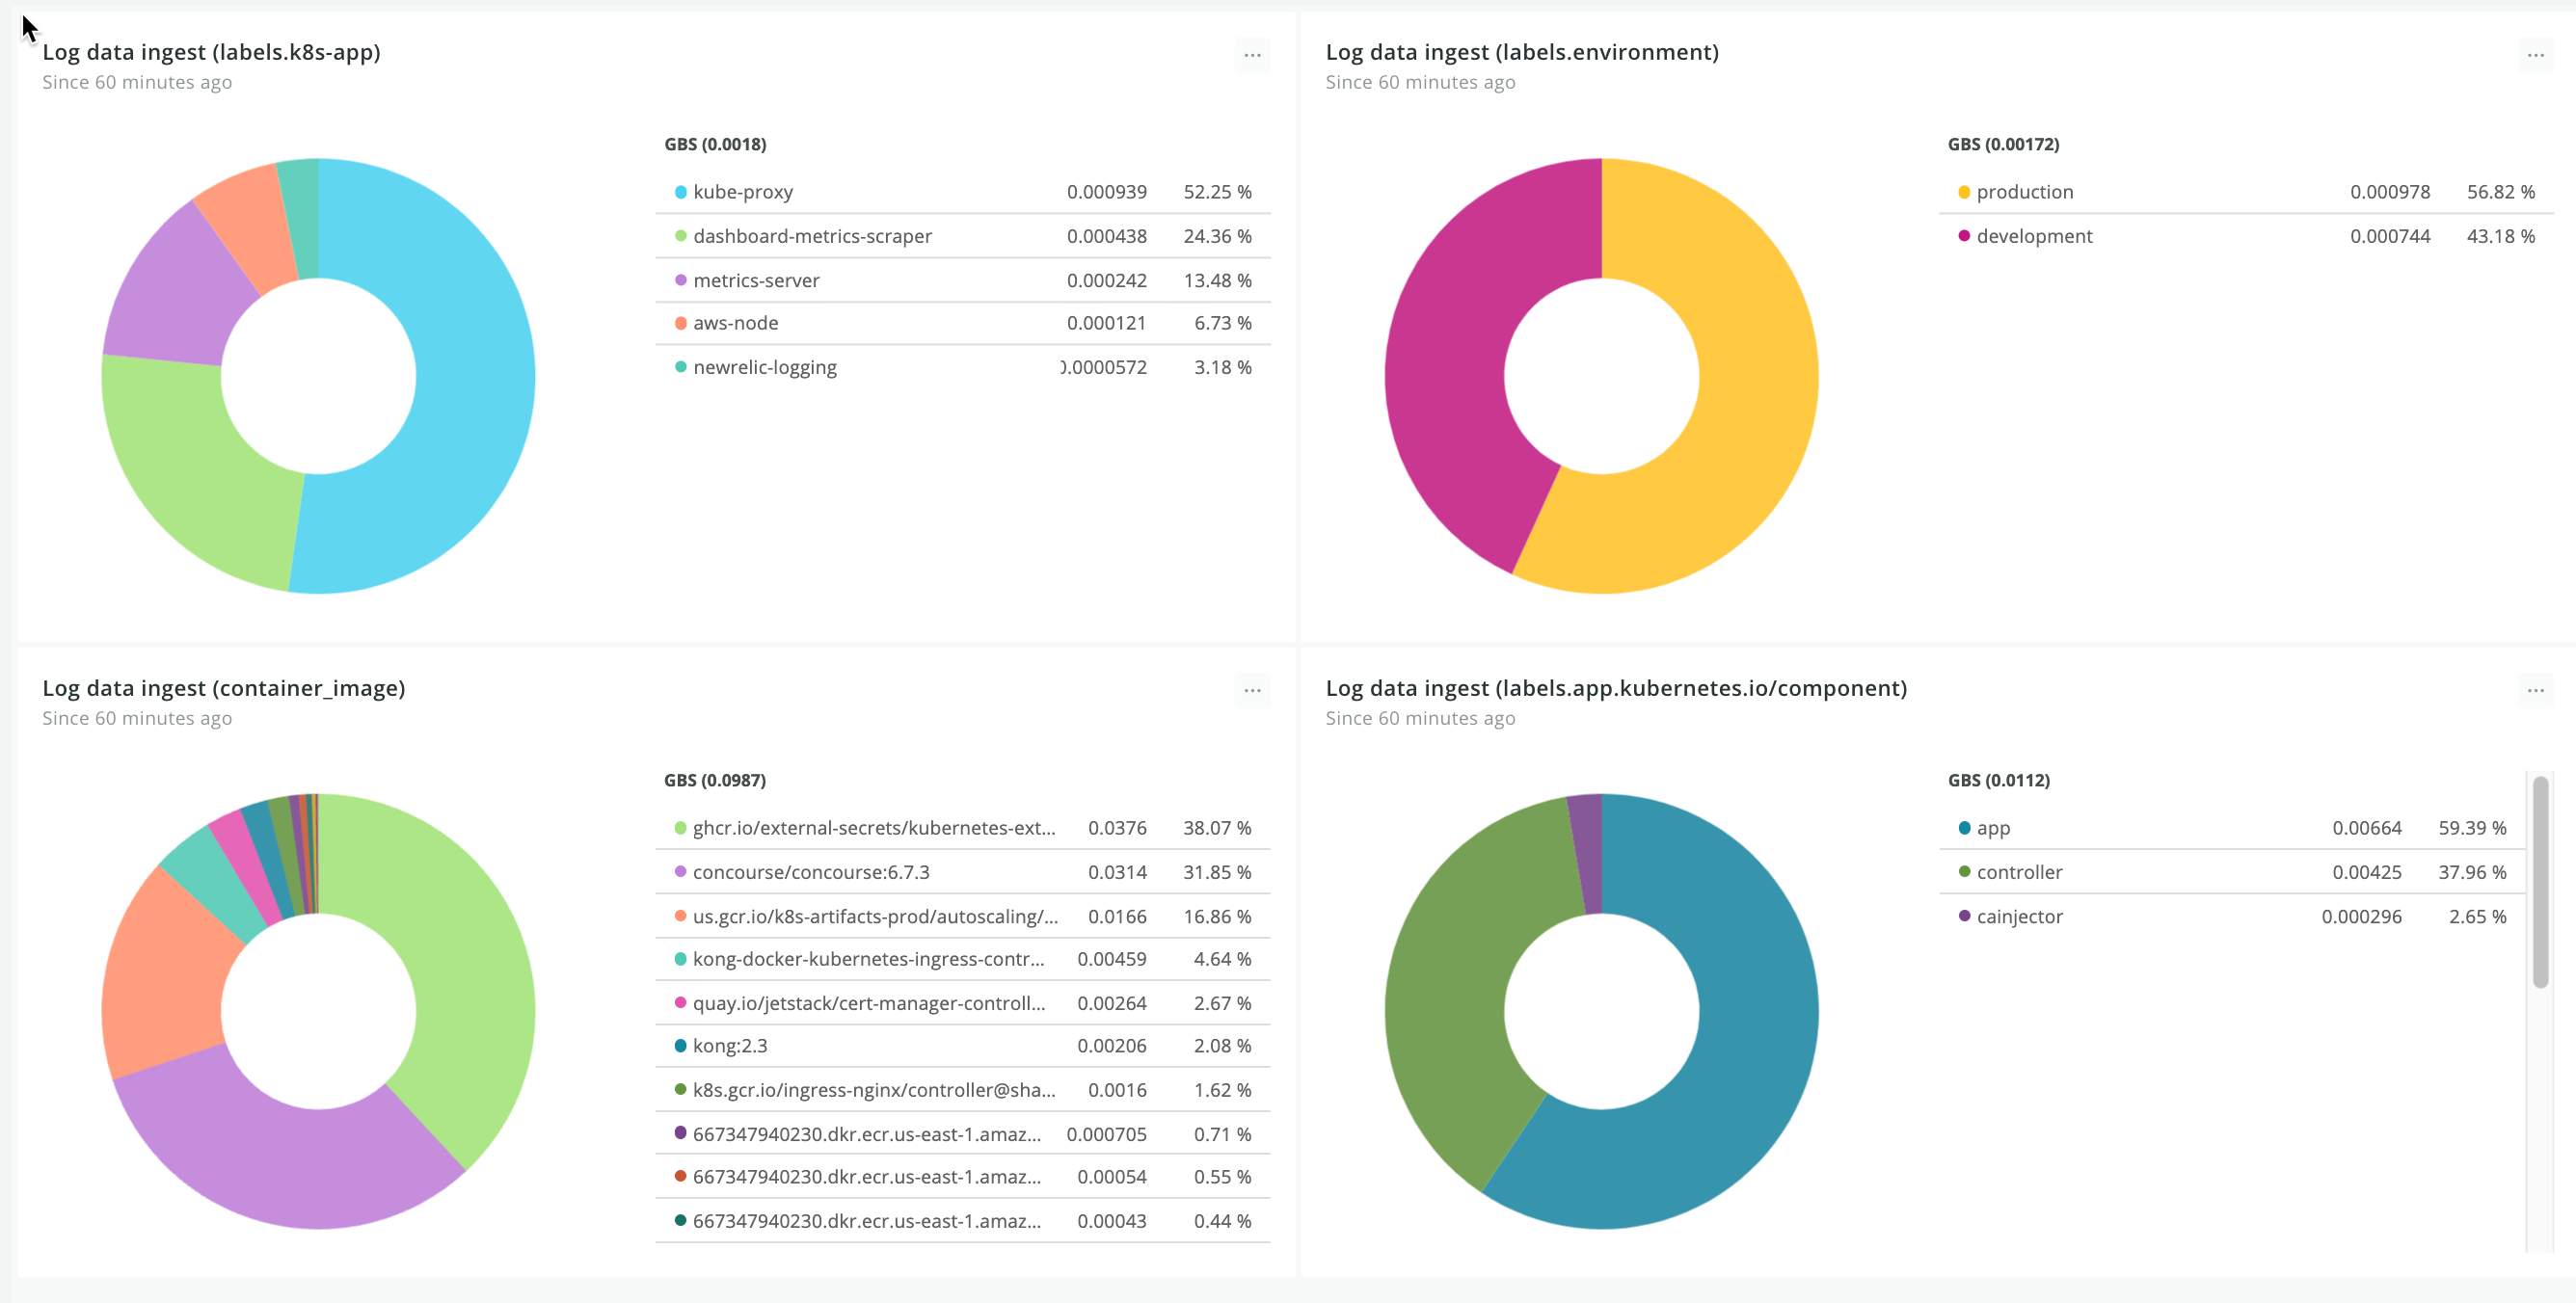 Log data ingest (labels.k8s-app)
Since 60 minutes ago
...
GBS (0.0018)
kube-proxy 0.000939 52.25 %
dashboard-metrics-scraper 0.000438 24.36 %
metrics-server 0.000242 13.48 %
aws-node 0.000121 6.73 %
newrelic-logging 0.0000572 3.18 %
Log data ingest (labels.environment)
Since 60 minutes ago
...
GBS (0.00172)
production 0.000978 56.82 %
development 0.000744 43.18 %
Log data ingest (container_image)
Since 60 minutes ago
...
GBS (0.0987)
ghcr.io/external-secrets/kubernetes-ext... 0.0376 38.07 %
concourse/concourse:6.7.3 0.0314 31.85 %
us.gcr.io/k8s-artifacts-prod/autoscaling/... 0.0166 16.86 %
kong-docker-kubernetes-ingress-contr... 0.00459 4.64 %
quay.io/jetstack/cert-manager-controll... 0.00264 2.67 %
kong:2.3 0.00206 2.08 %
k8s.gcr.io/ingress-nginx/controller@sha... 0.0016 1.62 %
667347940230.dkr.ecr.us-east-1.amaz... 0.000705 0.71 %
667347940230.dkr.ecr.us-east-1.amaz... 0.00054 0.55 %
667347940230.dkr.ecr.us-east-1.amaz... 0.00043 0.44 %
Log data ingest (labels.app.kubernetes.io/component)
Since 60 minutes ago
...
GBS (0.0112)
app 0.00664 59.39 %
controller 0.00425 37.96 %
cainjector 0.000296 2.65 %